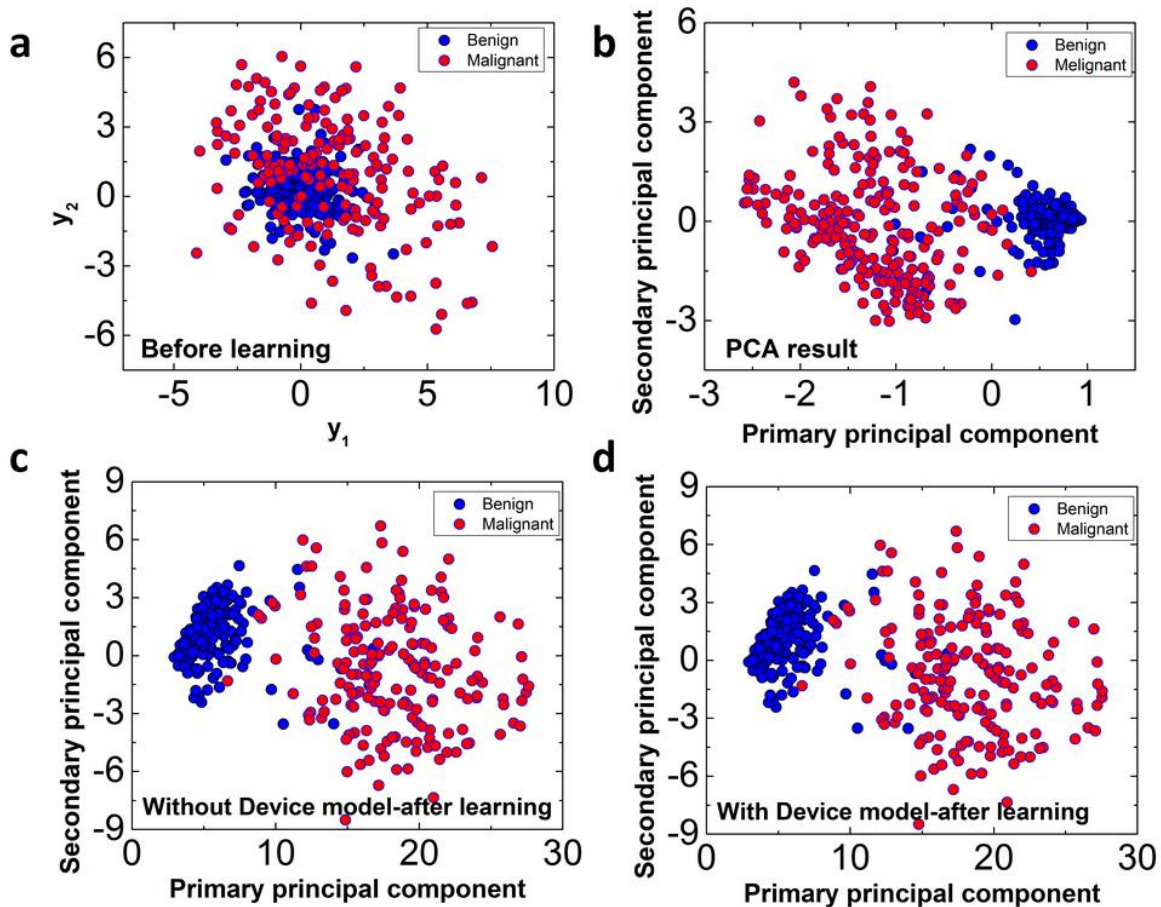 a
6
3
0
-3
-6
y2
Benign
Malignant
Before learning
-5 0 5 10
y1
b
6
3
0
-3
Secondary principal component
Benign
Melignant
PCA result
-3 -2 -1 0 1
Primary principal component
c
9
6
3
0
-3
-6
-9
Secondary principal component
Benign
Malignant
Without Device model-after learning
0 10 20 30
Primary principal component
d
9
6
3
0
-3
-6
-9
Secondary principal component
Benign
Malignant
With Device model-after learning
0 10 20 30
Primary principal component